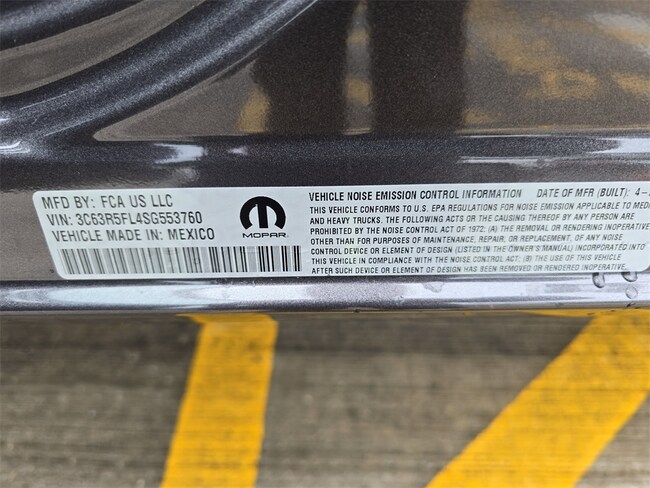 MFD BY: FCA US LLC
VIN: 3C63R5FL4SG553760
VEHICLE MADE IN: MEXICO
MOPAR
VEHICLE NOISE EMISSION CONTROL INFORMATION DATE OF MFR (BUILT): 4-
THIS VEHICLE CONFORMS TO U.S. EPA REGULATIONS FOR NOISE EMISSION APPLICABLE TO MEDI
AND HEAVY TRUCKS. THE FOLLOWING ACTS OR THE CAUSING THEREOF BY ANY PERSON ARE
PROHIBITED BY THE NOISE CONTROL ACT OF 1972: (A) THE REMOVAL OR RENDERING INOPERATIVE
OTHER THAN FOR PURPOSES OF MAINTENANCE, REPAIR, OR REPLACEMENT, OF ANY NOISE
CONTROL DEVICE OR ELEMENT OF DESIGN (LISTED IN THE OWNER'S MANUAL) INCORPORATED INTO
THIS VEHICLE IN COMPLIANCE WITH THE NOISE CONTROL ACT; (B) THE USE OF THIS VEHICLE
AFTER SUCH DEVICE OR ELEMENT OF DESIGN HAS BEEN REMOVED OR RENDERED INOPERATIVE.